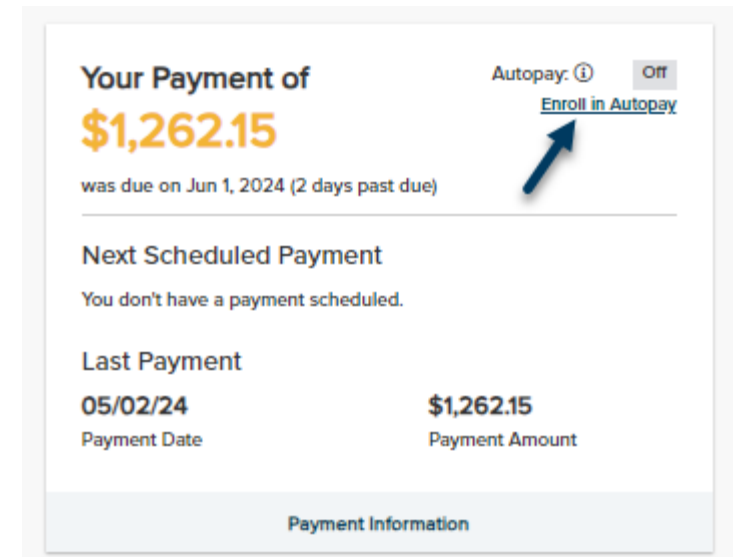 Your Payment of
Autopay: ⓘ Off
$1,262.15
Enroll in Autopay
was due on Jun 1, 2024 (2 days past due)
Next Scheduled Payment
You don't have a payment scheduled.
Last Payment
05/02/24 $1,262.15
Payment Date Payment Amount
Payment Information